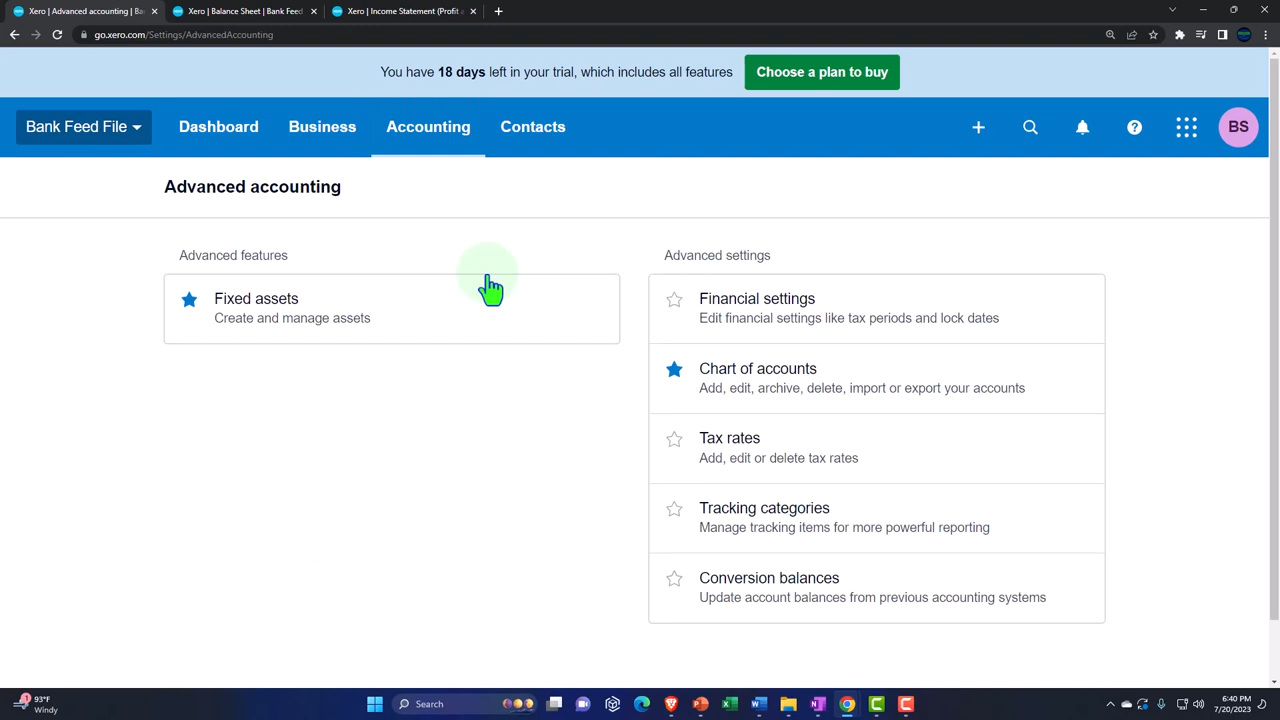 Xero | Advanced accounting | Ba
Xero | Balance Sheet | Bank Feed
Xero | Income Statement (Profit a
go.xero.com/Settings/AdvancedAccounting
You have 18 days left in your trial, which includes all features
Choose a plan to buy
Bank Feed File
Dashboard
Business
Accounting
Contacts
BS
Advanced accounting
Advanced features
Fixed assets
Create and manage assets
Advanced settings
Financial settings
Edit financial settings like tax periods and lock dates
Chart of accounts
Add, edit, archive, delete, import or export your accounts
Tax rates
Add, edit or delete tax rates
Tracking categories
Manage tracking items for more powerful reporting
Conversion balances
Update account balances from previous accounting systems
1
93°F
Windy
Search
6:40 PM
7/20/2023